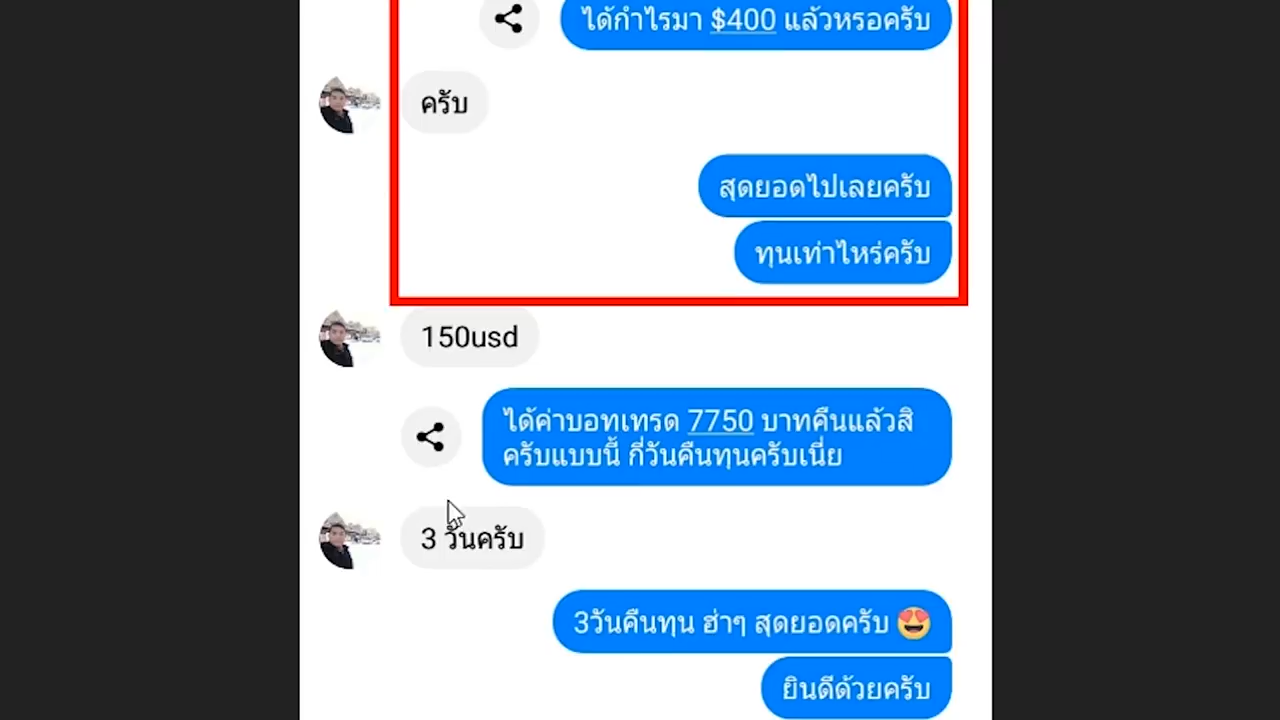 ได้กำไรมา $400 แล้วหรอครับ
ครับ
สุดยอดไปเลยครับ
ทุนเท่าไหร่ครับ
150usd
ได้ค่าบอทเทรด 7750 บาทคืนแล้วสิ
ครับแบบนี้ กี่วันคืนทุนครับเนี่ย
3 วันครับ
3วันคืนทุน ฮ่าๆ สุดยอดครับ 😍
ยินดีด้วยครับ